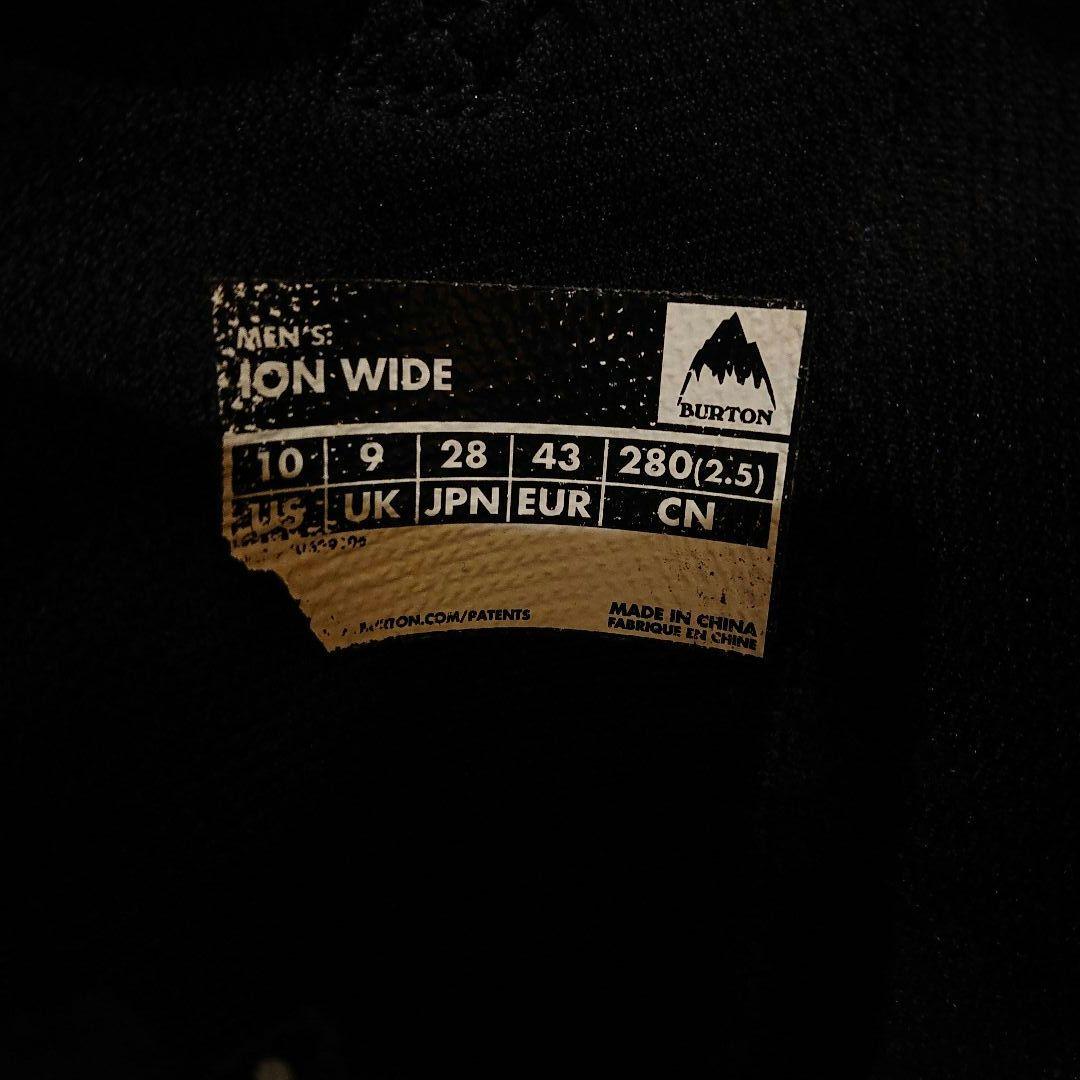 MEN'S:
ION WIDE
BURTON
10 9 28 43 280(2.5)
US UK JPN EUR CN
BURTON.COM/PATENTS
MADE IN CHINA
FABRIQUE EN CHINE